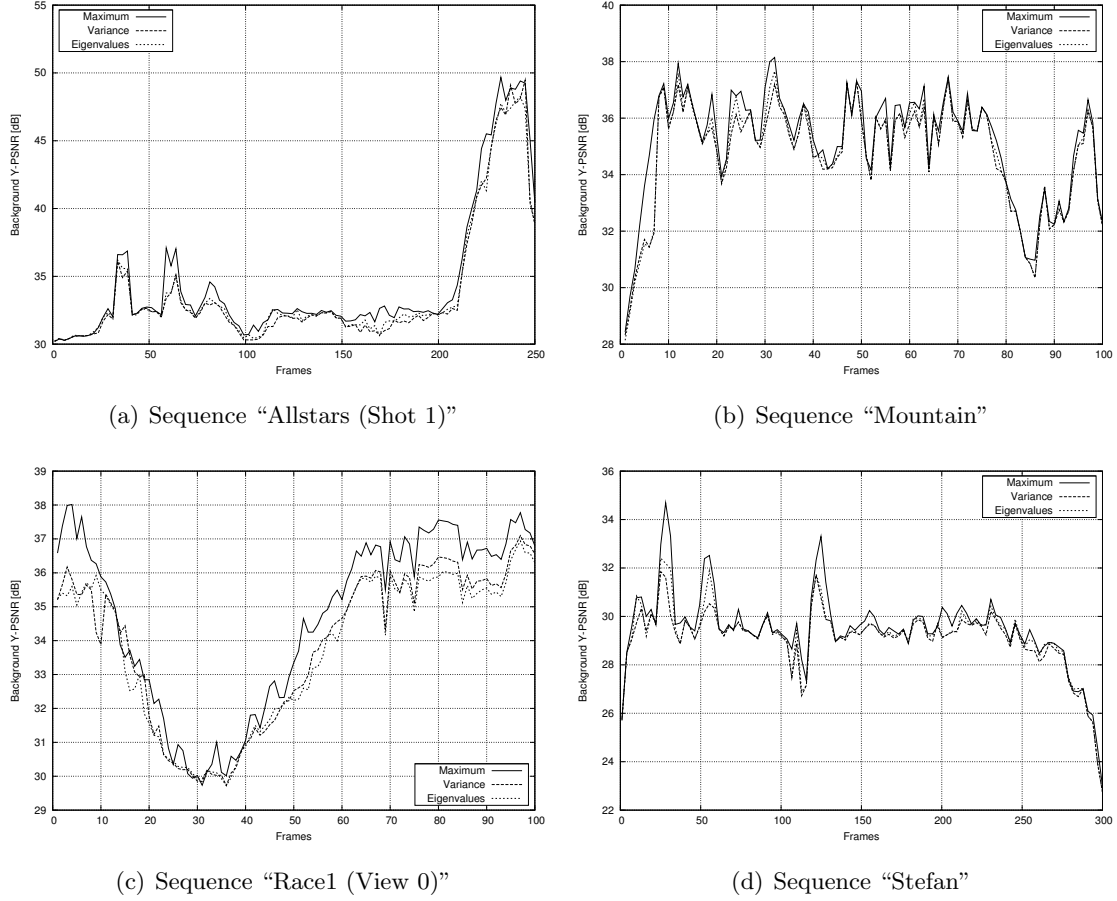 55
50
45
40
35
30
0
50
100
150
200
250
Background Y-PSNR [dB]
Frames
Maximum
Variance
Eigenvalues
(a) Sequence “Allstars (Shot 1)”
40
38
36
34
32
30
28
0
10
20
30
40
50
60
70
80
90
100
Background Y-PSNR [dB]
Frames
Maximum
Variance
Eigenvalues
(b) Sequence “Mountain”
39
38
37
36
35
34
33
32
31
30
29
0
10
20
30
40
50
60
70
80
90
100
Background Y-PSNR [dB]
Frames
Maximum
Variance
Eigenvalues
(c) Sequence “Race1 (View 0)”
36
34
32
30
28
26
24
22
0
50
100
150
200
250
300
Background Y-PSNR [dB]
Frames
Maximum
Variance
Eigenvalues
(d) Sequence “Stefan”